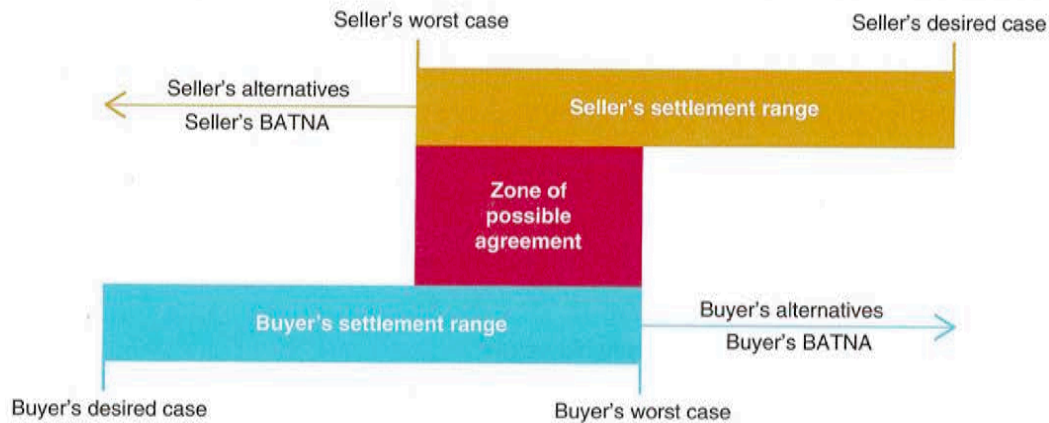 Seller's worst case
Seller's desired case
Seller's alternatives
Seller's BATNA
Seller's settlement range
Zone of
possible
agreement
Buyer's settlement range
Buyer's alternatives
Buyer's BATNA
Buyer's desired case
Buyer's worst case